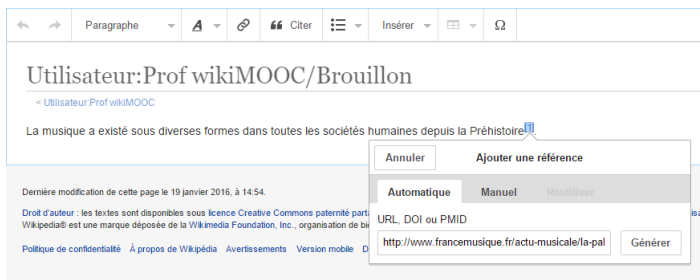 Paragraphe A Citer Insérer Ω
Utilisateur:Prof wikiMOOC/Brouillon
< Utilisateur:Prof wikiMOOC
La musique a existé sous diverses formes dans toutes les sociétés humaines depuis la Préhistoire[1].
Annuler Ajouter une référence
Automatique Manuel Réutiliser
URL, DOI ou PMID
http://www.francemusique.fr/actu-musicale/la-pal Générer
Dernière modification de cette page le 19 janvier 2016, à 14:54.
Droit d'auteur : les textes sont disponibles sous licence Creative Commons paternité
Wikipedia® est une marque déposée de la Wikimedia Foundation, Inc., organisation de
Politique de confidentialité À propos de Wikipédia Avertissements Version mobile